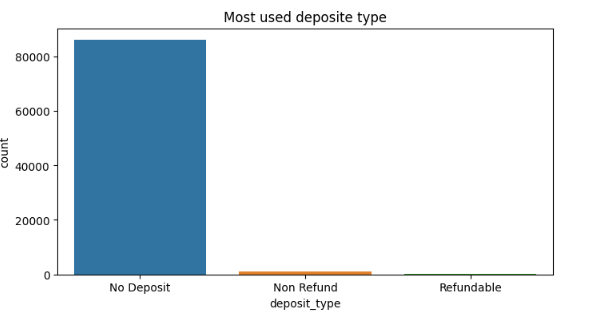 Most used deposite type
80000
60000
40000
20000
0
count
No Deposit Non Refund Refundable
deposit_type